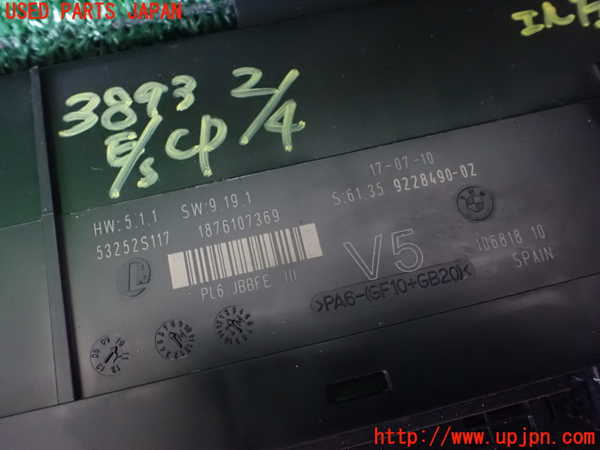 USED PARTS JAPAN
3893 2/4
E/S CP
17-07-10
HW:5.1.1 SW:9.19.1 S:61.35 9228490-02
53252S117 1876107369
V5
PL6 JBBFE III
106818 10
SPAIN
>PA6-(GF10+GB20)<
http://www.upjpn.com